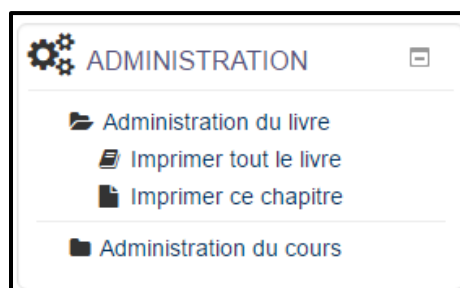 ADMINISTRATION
Administration du livre
Imprimer tout le livre
Imprimer ce chapitre
Administration du cours